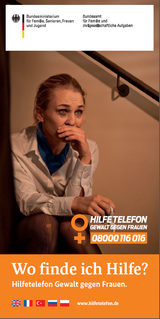 Bundesministerium
für Familie, Senioren, Frauen
und Jugend
Bundesamt
für Familie und
zivilgesellschaftliche Aufgaben
HILFETELEFON
GEWALT GEGEN FRAUEN
08000 116 016
Wo finde ich Hilfe?
Hilfetelefon Gewalt gegen Frauen.
www.hilfetelefon.de